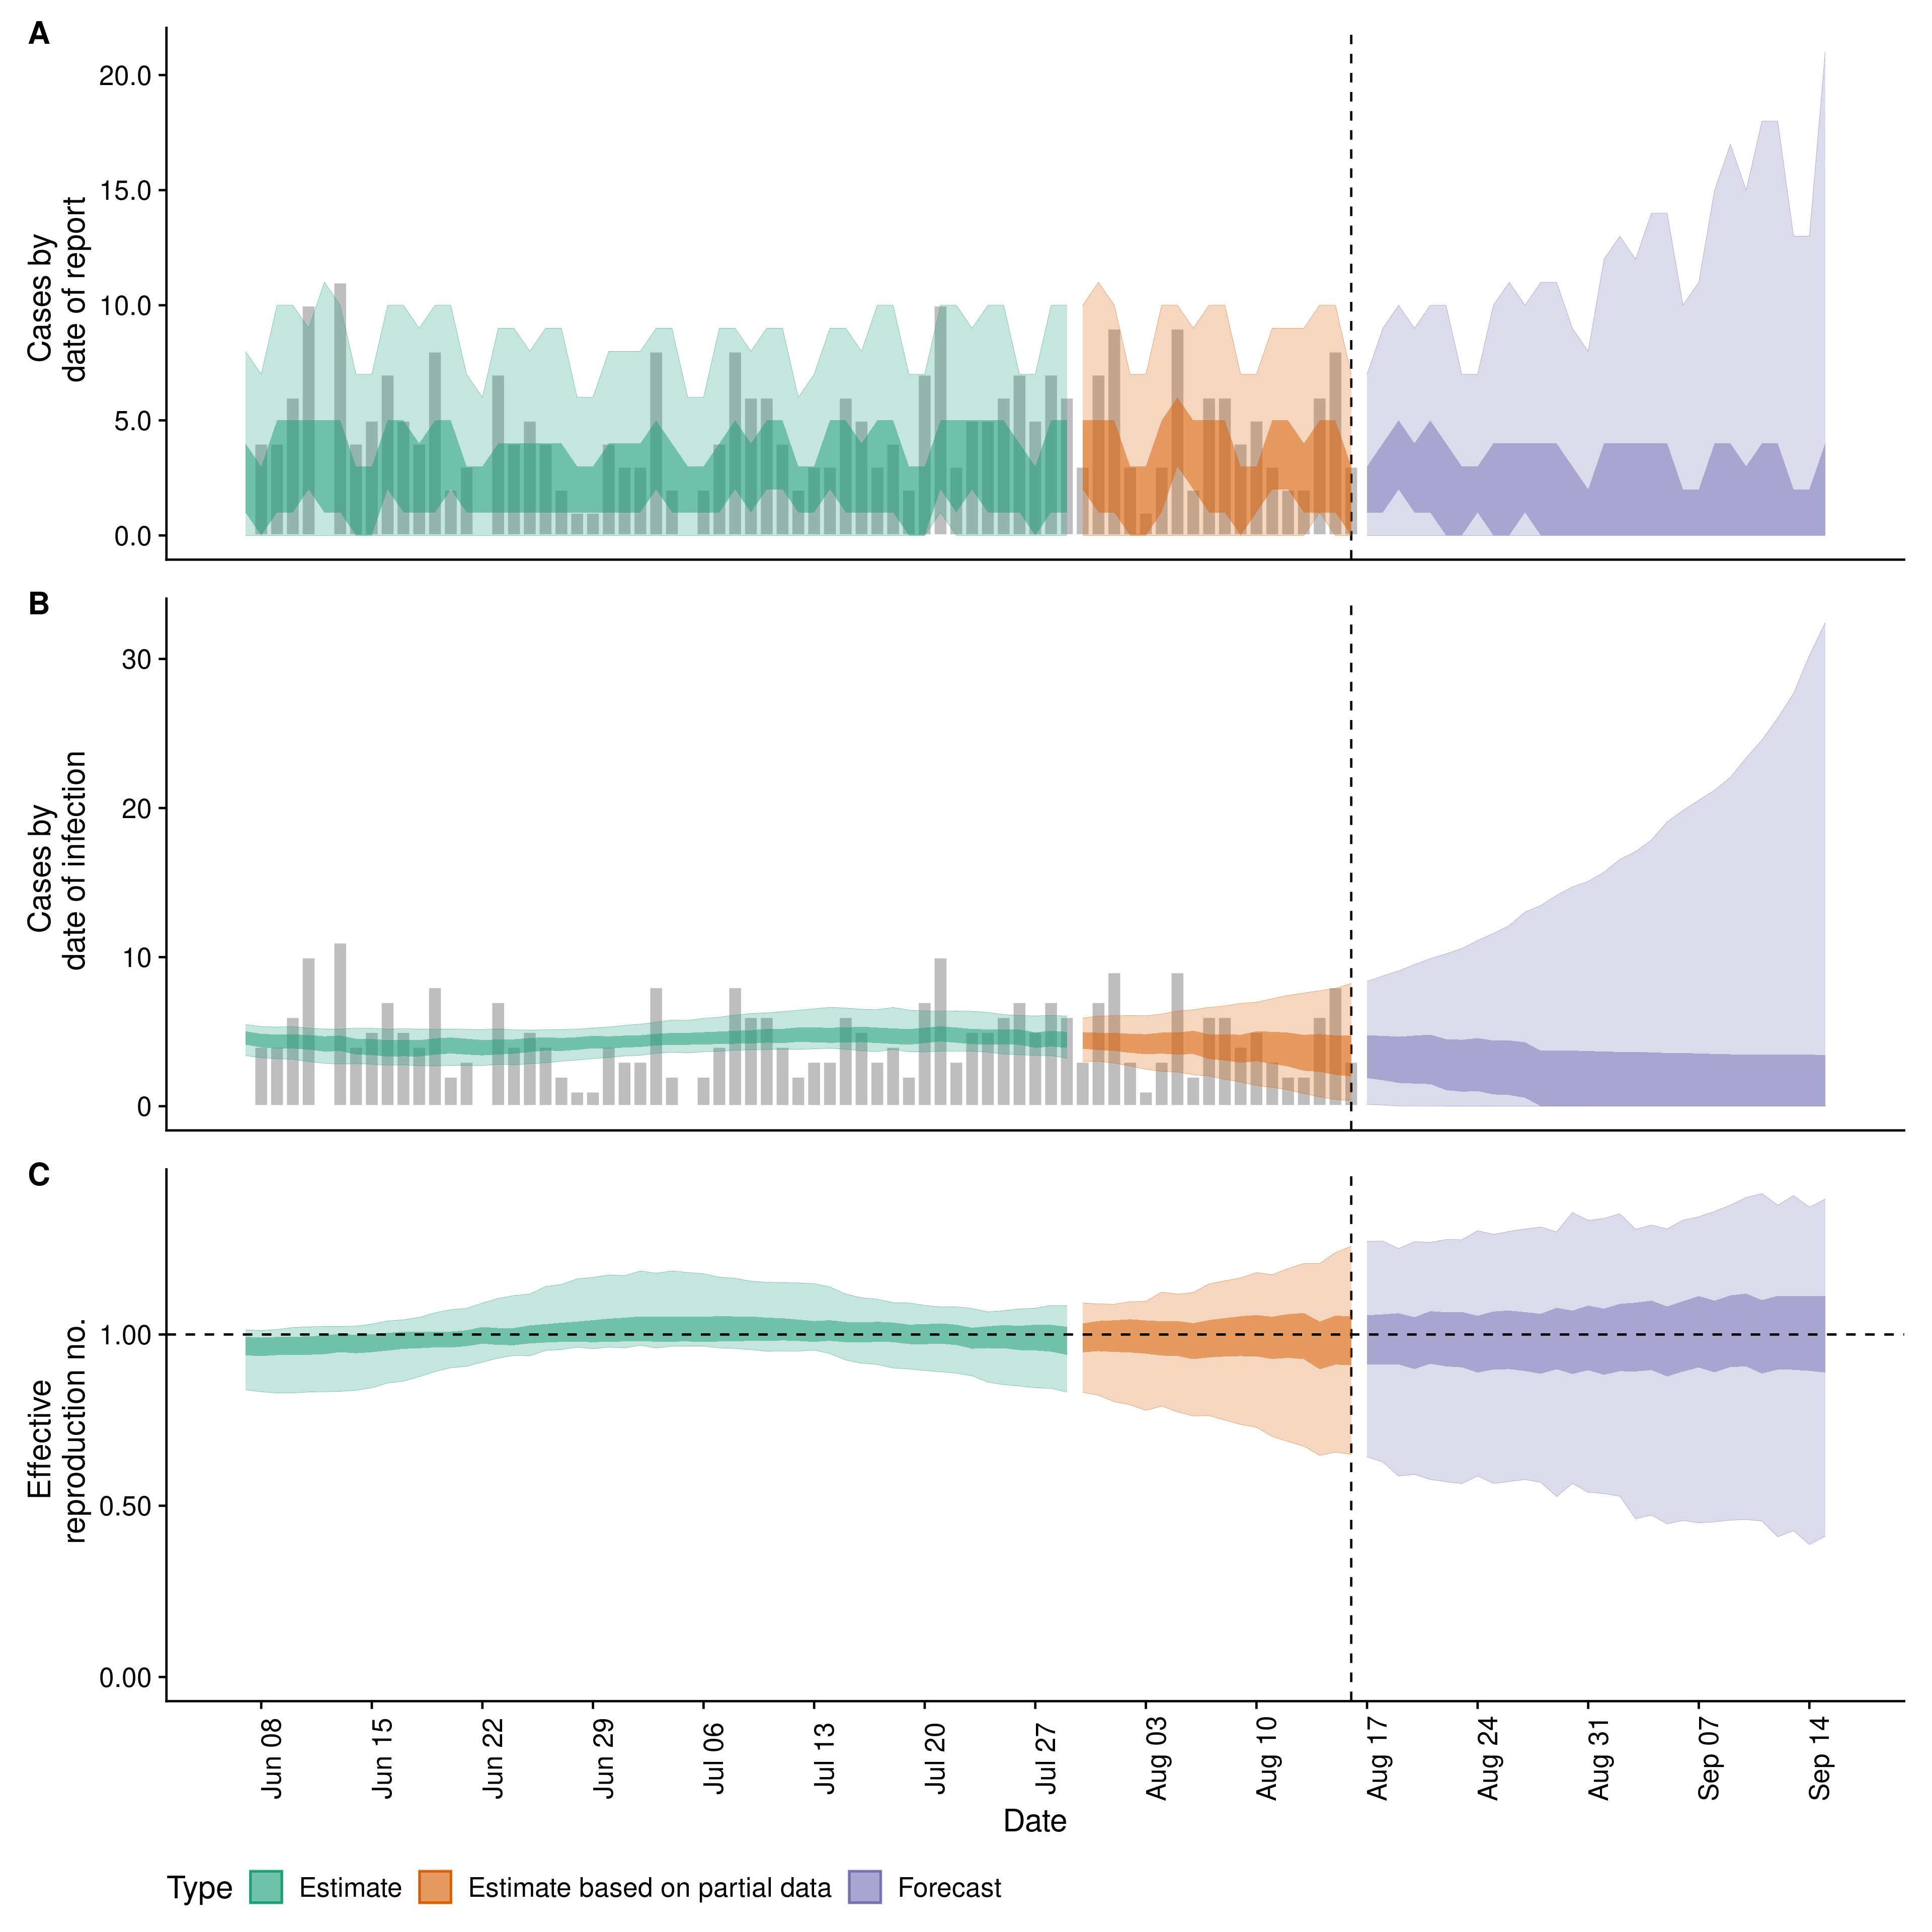 A
Cases by
date of report
20.0
15.0
10.0
5.0
0.0
B
Cases by
date of infection
30
20
10
0
C
Effective
reproduction no.
1.00
0.50
0.00
Jun 08
Jun 15
Jun 22
Jun 29
Jul 06
Jul 13
Jul 20
Jul 27
Aug 03
Aug 10
Aug 17
Aug 24
Aug 31
Sep 07
Sep 14
Date
Type Estimate Estimate based on partial data Forecast